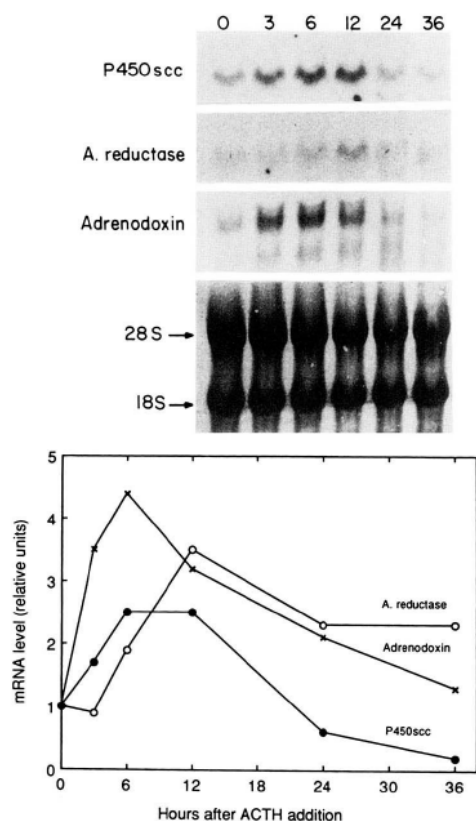 0 3 6 12 24 36
P450scc
A. reductase
Adrenodoxin
28S
18S
5
4
3
2
1
0
mRNA level (relative units)
A. reductase
Adrenodoxin
P450scc
0 6 12 18 24 30 36
Hours after ACTH addition